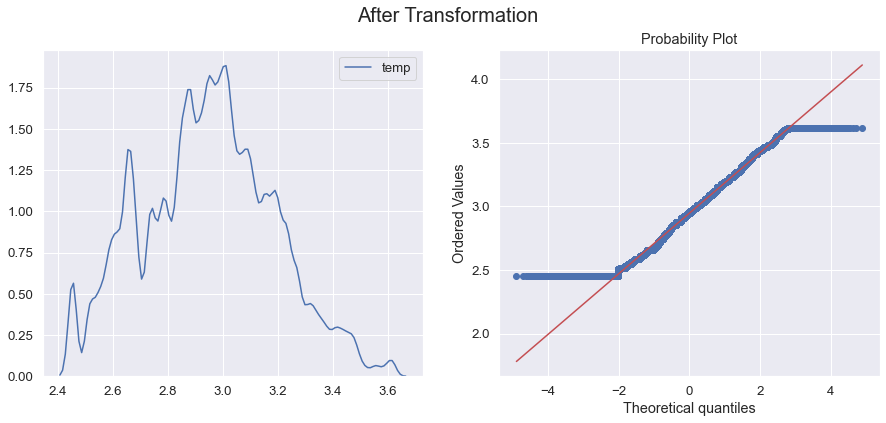 After Transformation
temp
1.75
1.50
1.25
1.00
0.75
0.50
0.25
0.00
2.4 2.6 2.8 3.0 3.2 3.4 3.6
Probability Plot
Ordered Values
4.0
3.5
3.0
2.5
2.0
−4 −2 0 2 4
Theoretical quantiles